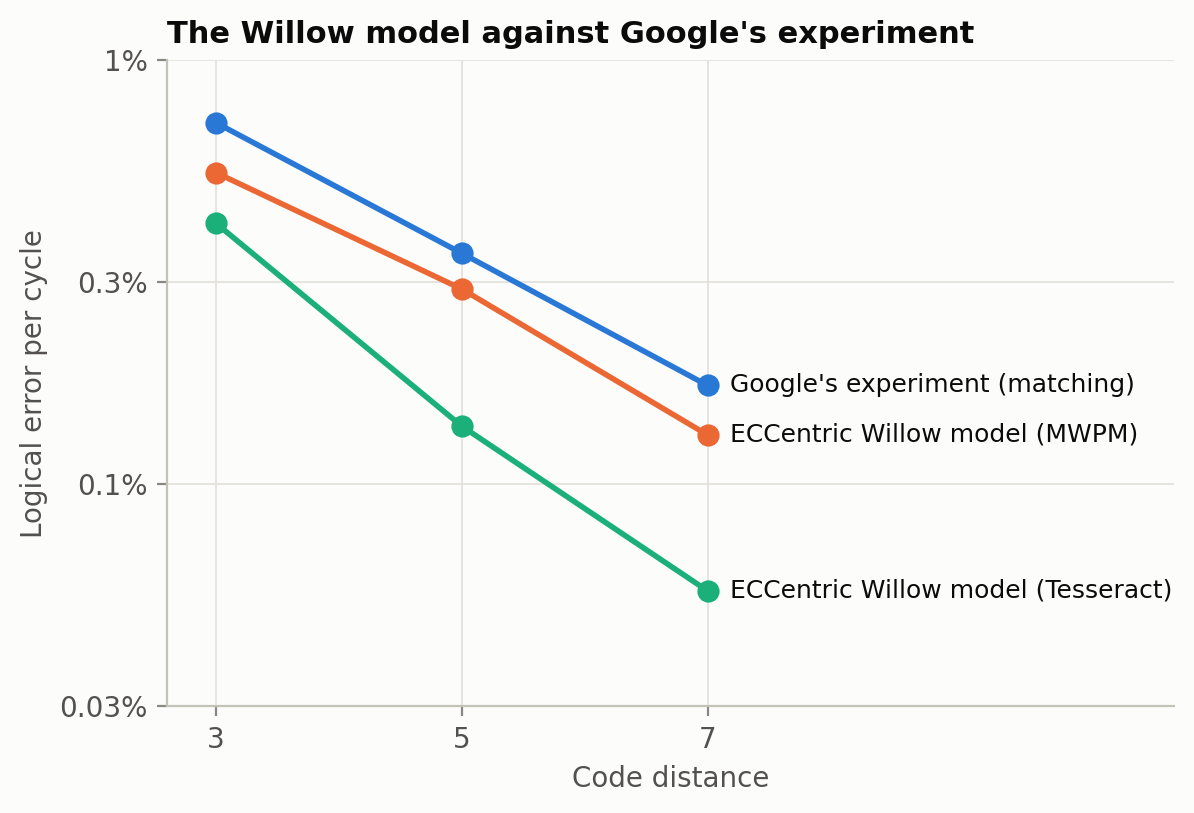 The Willow model against Google's experiment
1%
0.3%
0.1%
0.03%
Logical error per cycle
Google's experiment (matching)
ECCentric Willow model (MWPM)
ECCentric Willow model (Tesseract)
3 5 7
Code distance